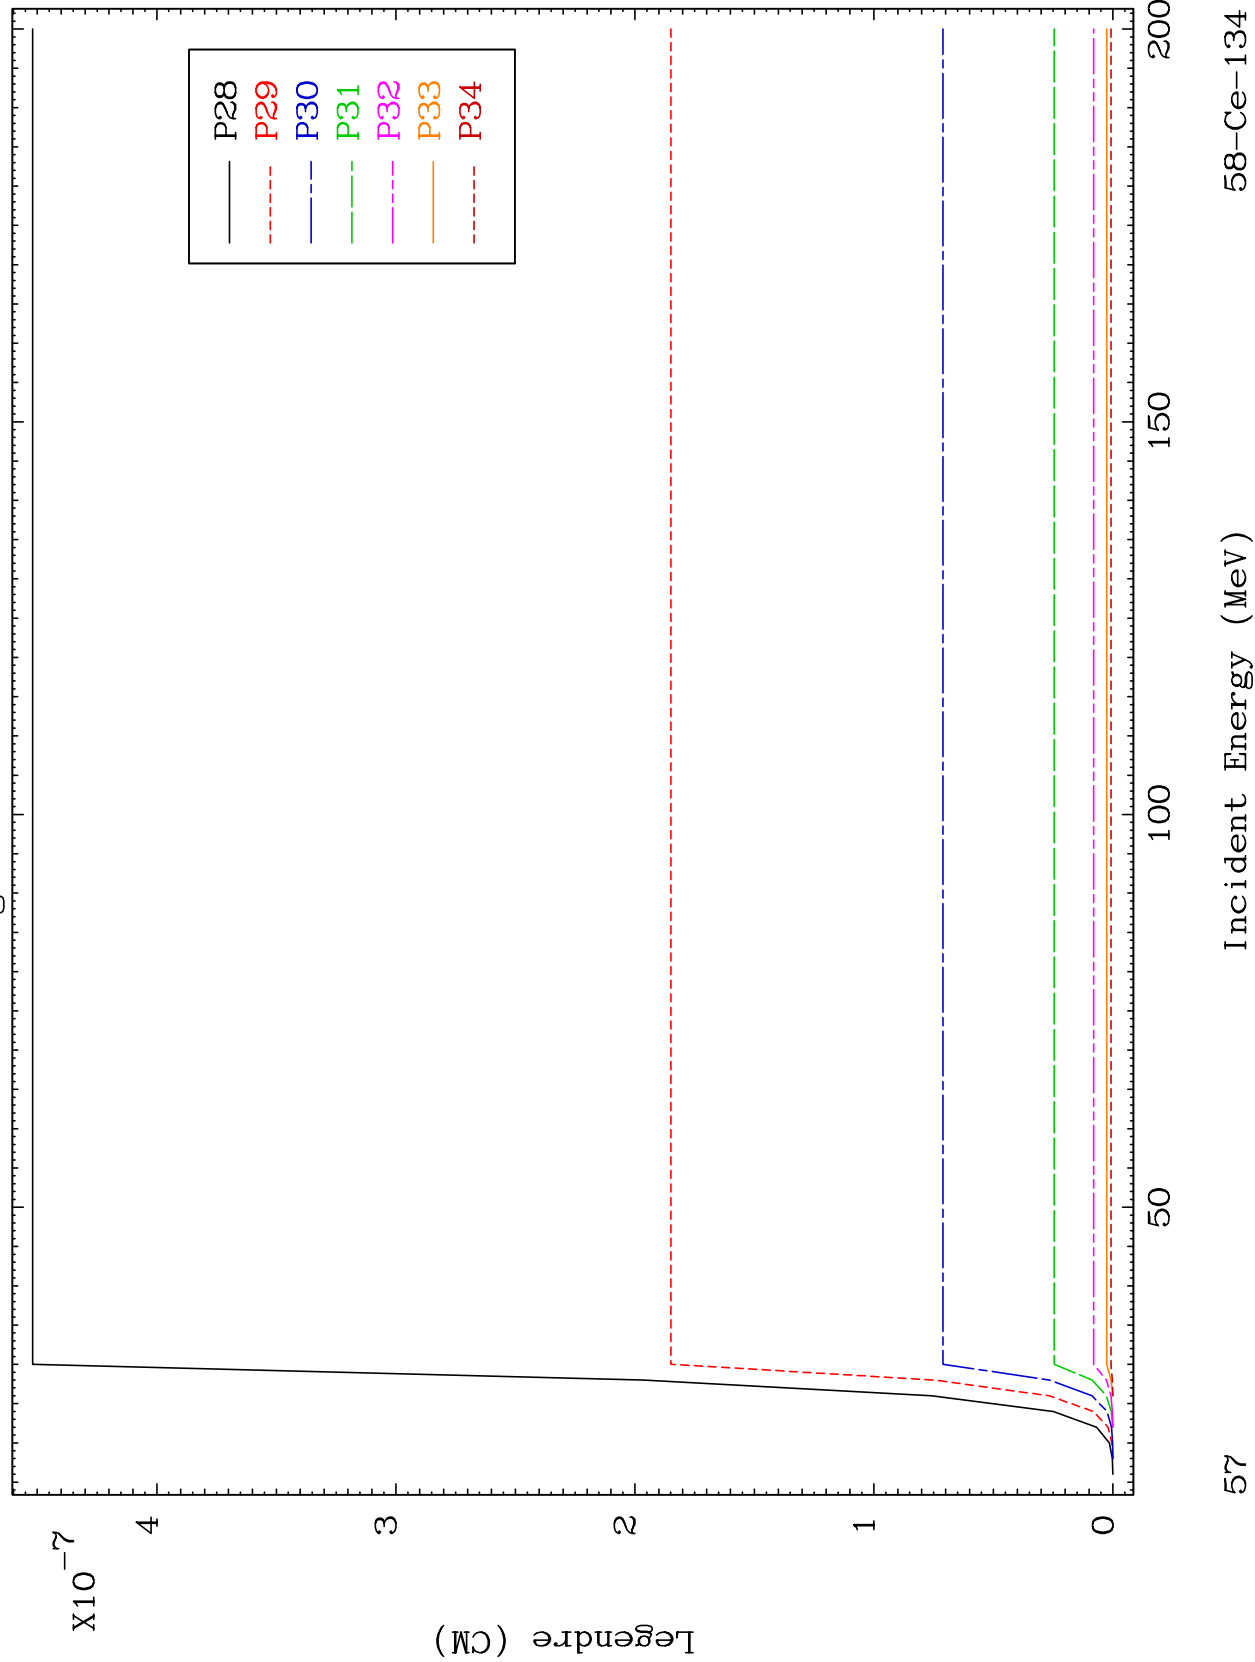 X10-7
Legendre (CM)
4
3
2
1
0
P28
P29
P30
P31
P32
P33
P34
50
100
150
200
57
Incident Energy (MeV)
58-Ce-134